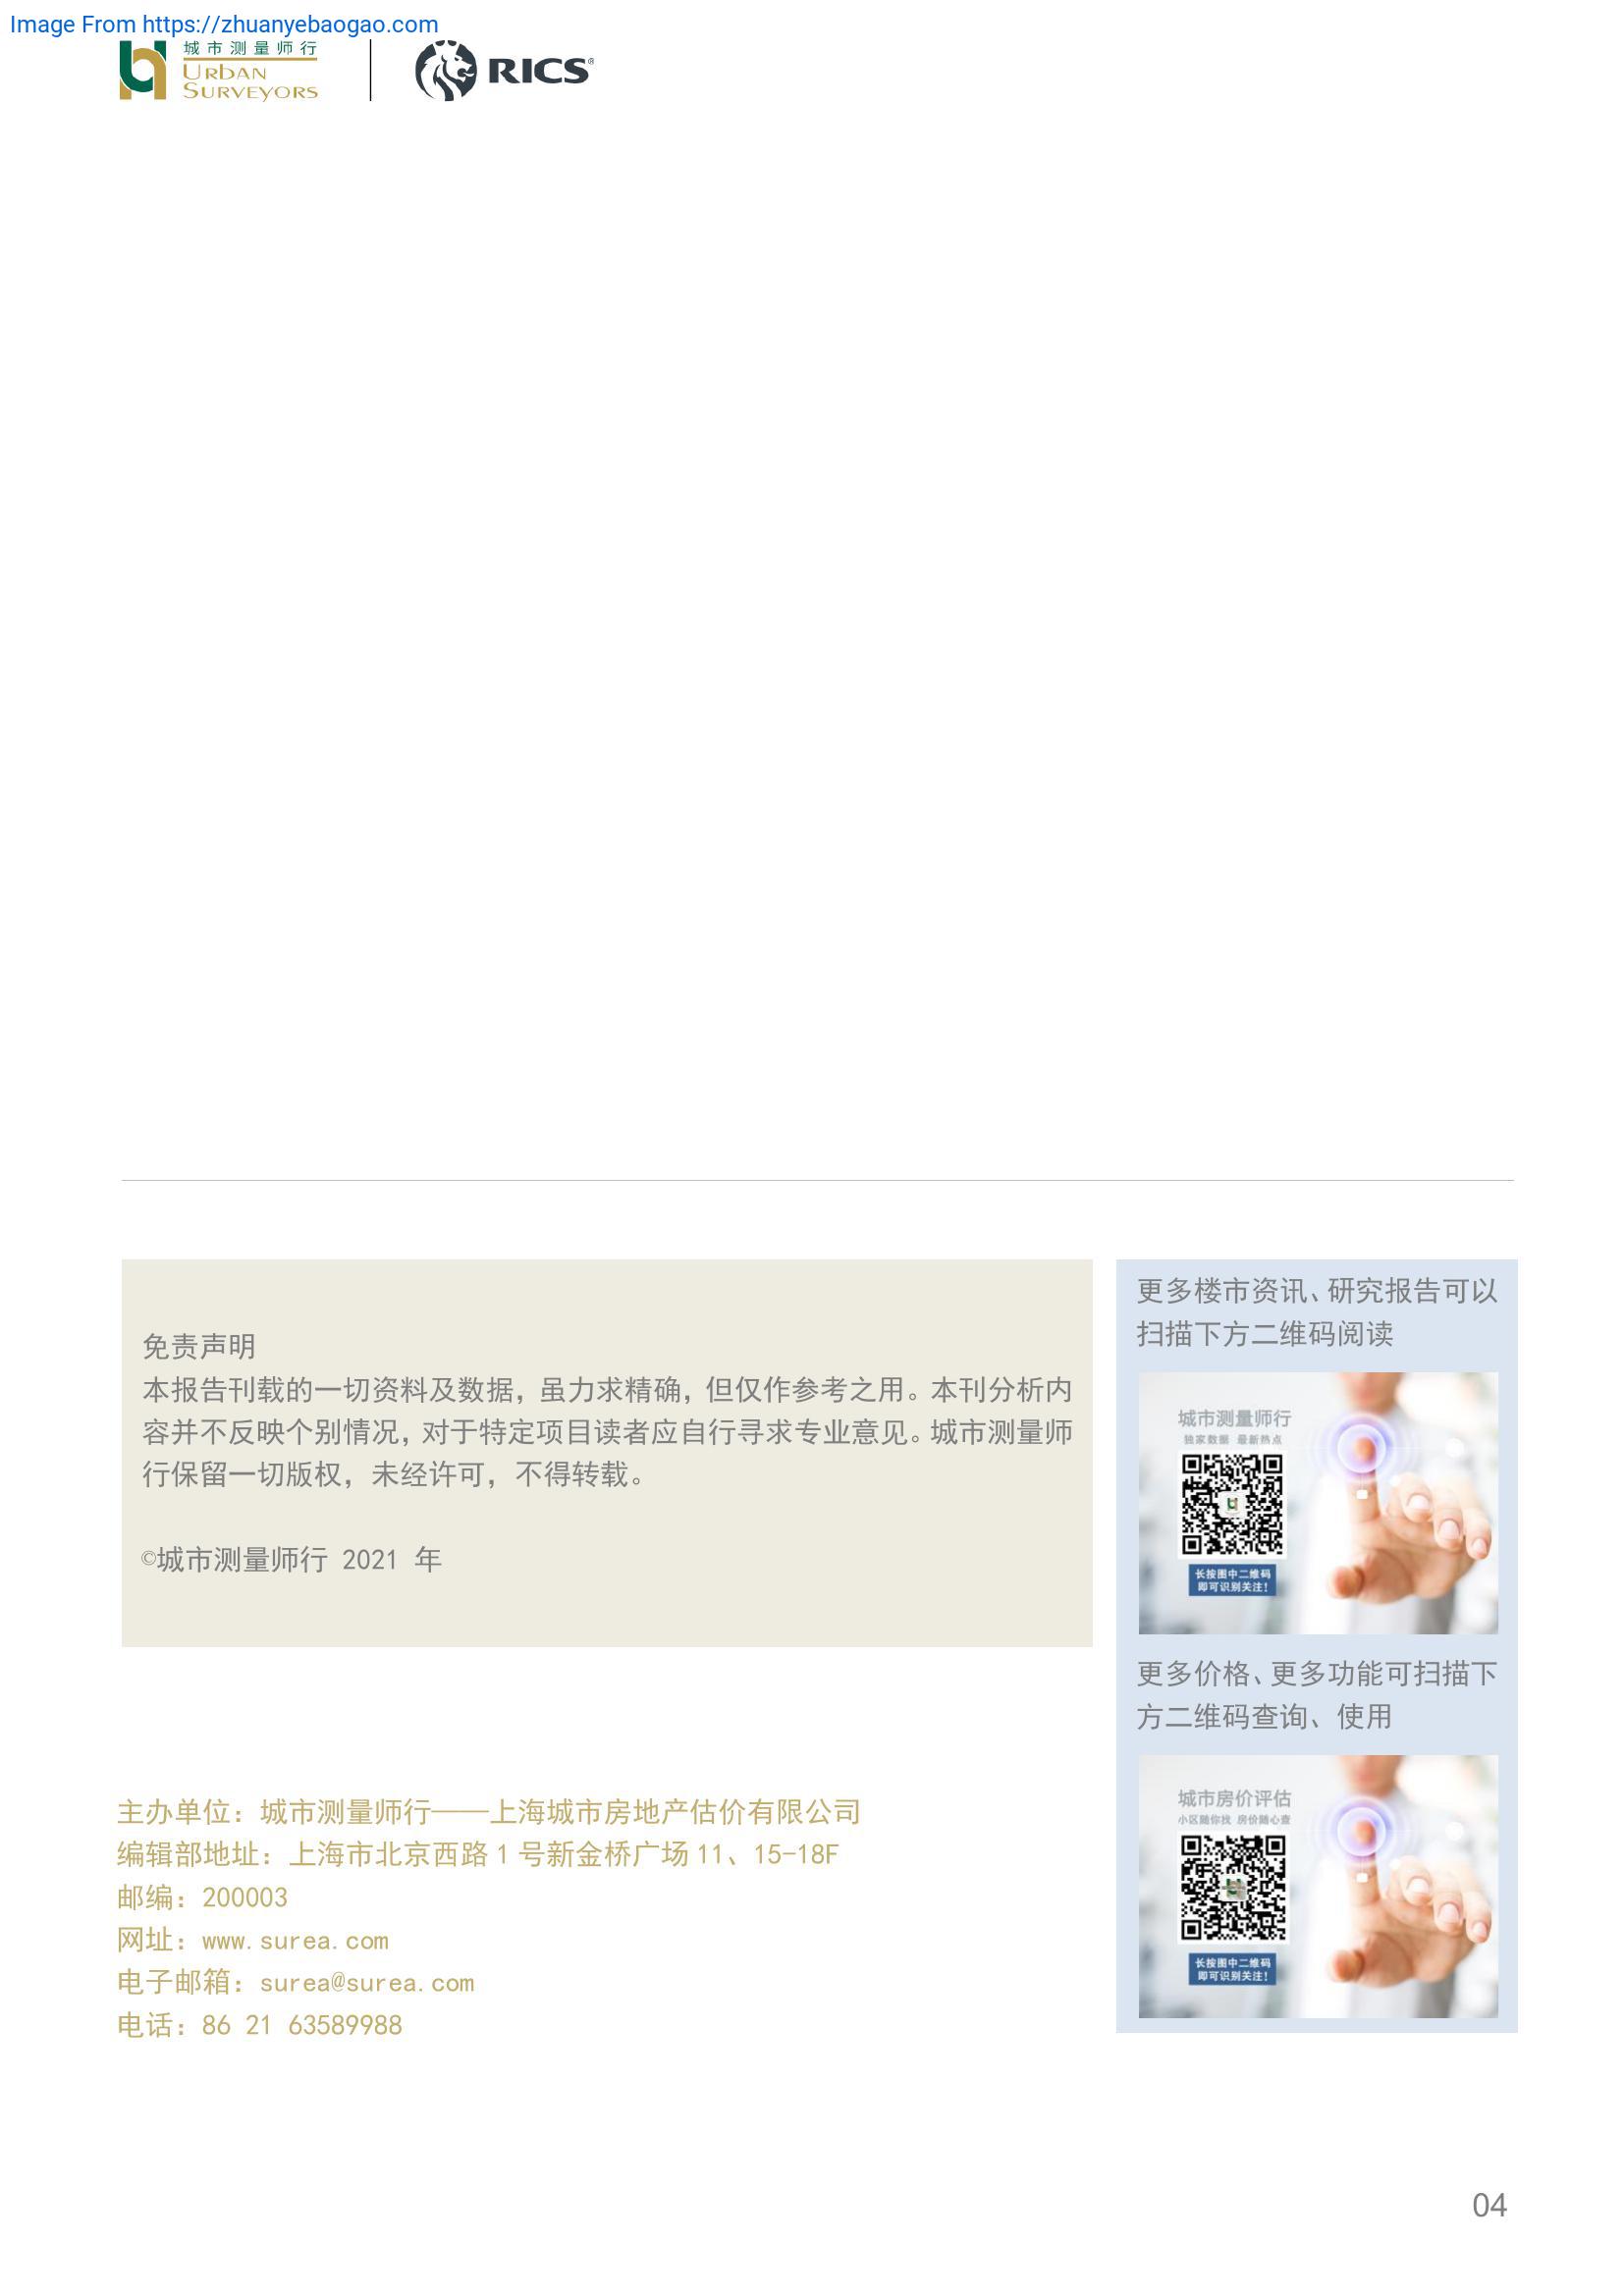 Image From https://zhuanyebaogao.com
城市测量师行
URBAN
SURVEYORS
RICS®
免责声明
本报告刊载的一切资料及数据，虽力求精确，但仅作参考之用。本刊分析内
容并不反映个别情况，对于特定项目读者应自行寻求专业意见。城市测量师
行保留一切版权，未经许可，不得转载。
©城市测量师行 2021 年
更多楼市资讯、研究报告可以
扫描下方二维码阅读
城市测量师行
独家数据 最新热点
长按图中二维码
即可识别关注！
更多价格、更多功能可扫描下
方二维码查询、使用
城市房价评估
小区随你找 房价随心查
长按图中二维码
即可识别关注！
主办单位：城市测量师行——上海城市房地产估价有限公司
编辑部地址：上海市北京西路 1 号新金桥广场 11、15-18F
邮编：200003
网址：www.surea.com
电子邮箱：surea@surea.com
电话：86 21 63589988
04